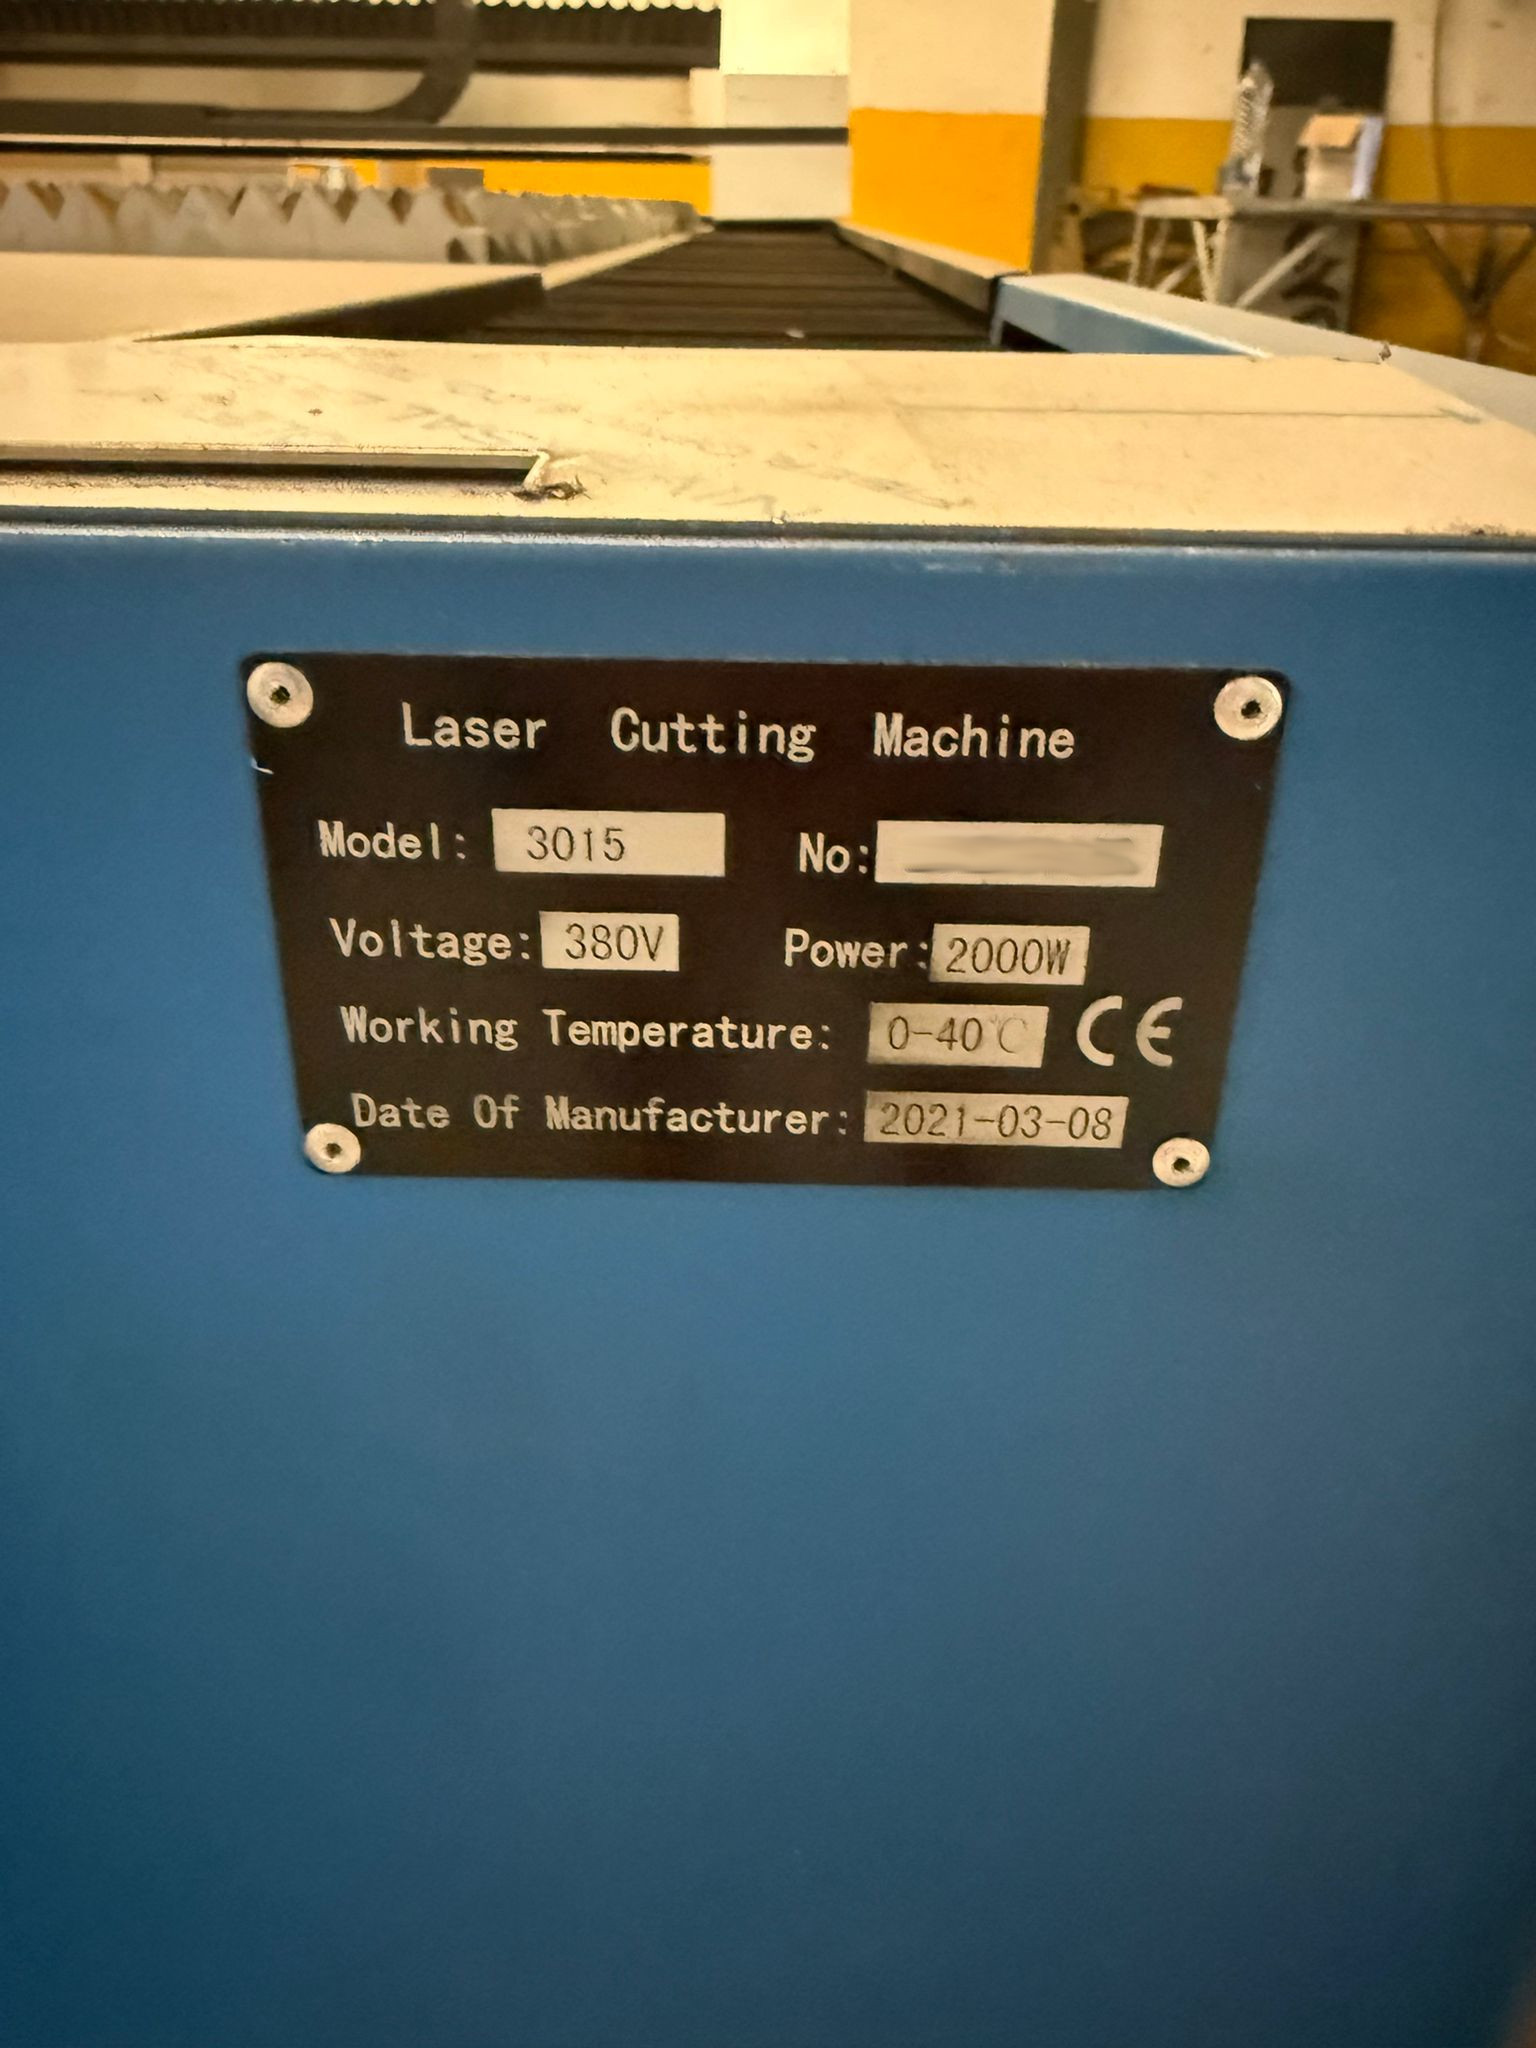 Laser Cutting Machine
Model: 3015 No:
Voltage: 380V Power: 2000W
Working Temperature: 0-40℃ CE
Date Of Manufacturer: 2021-03-08